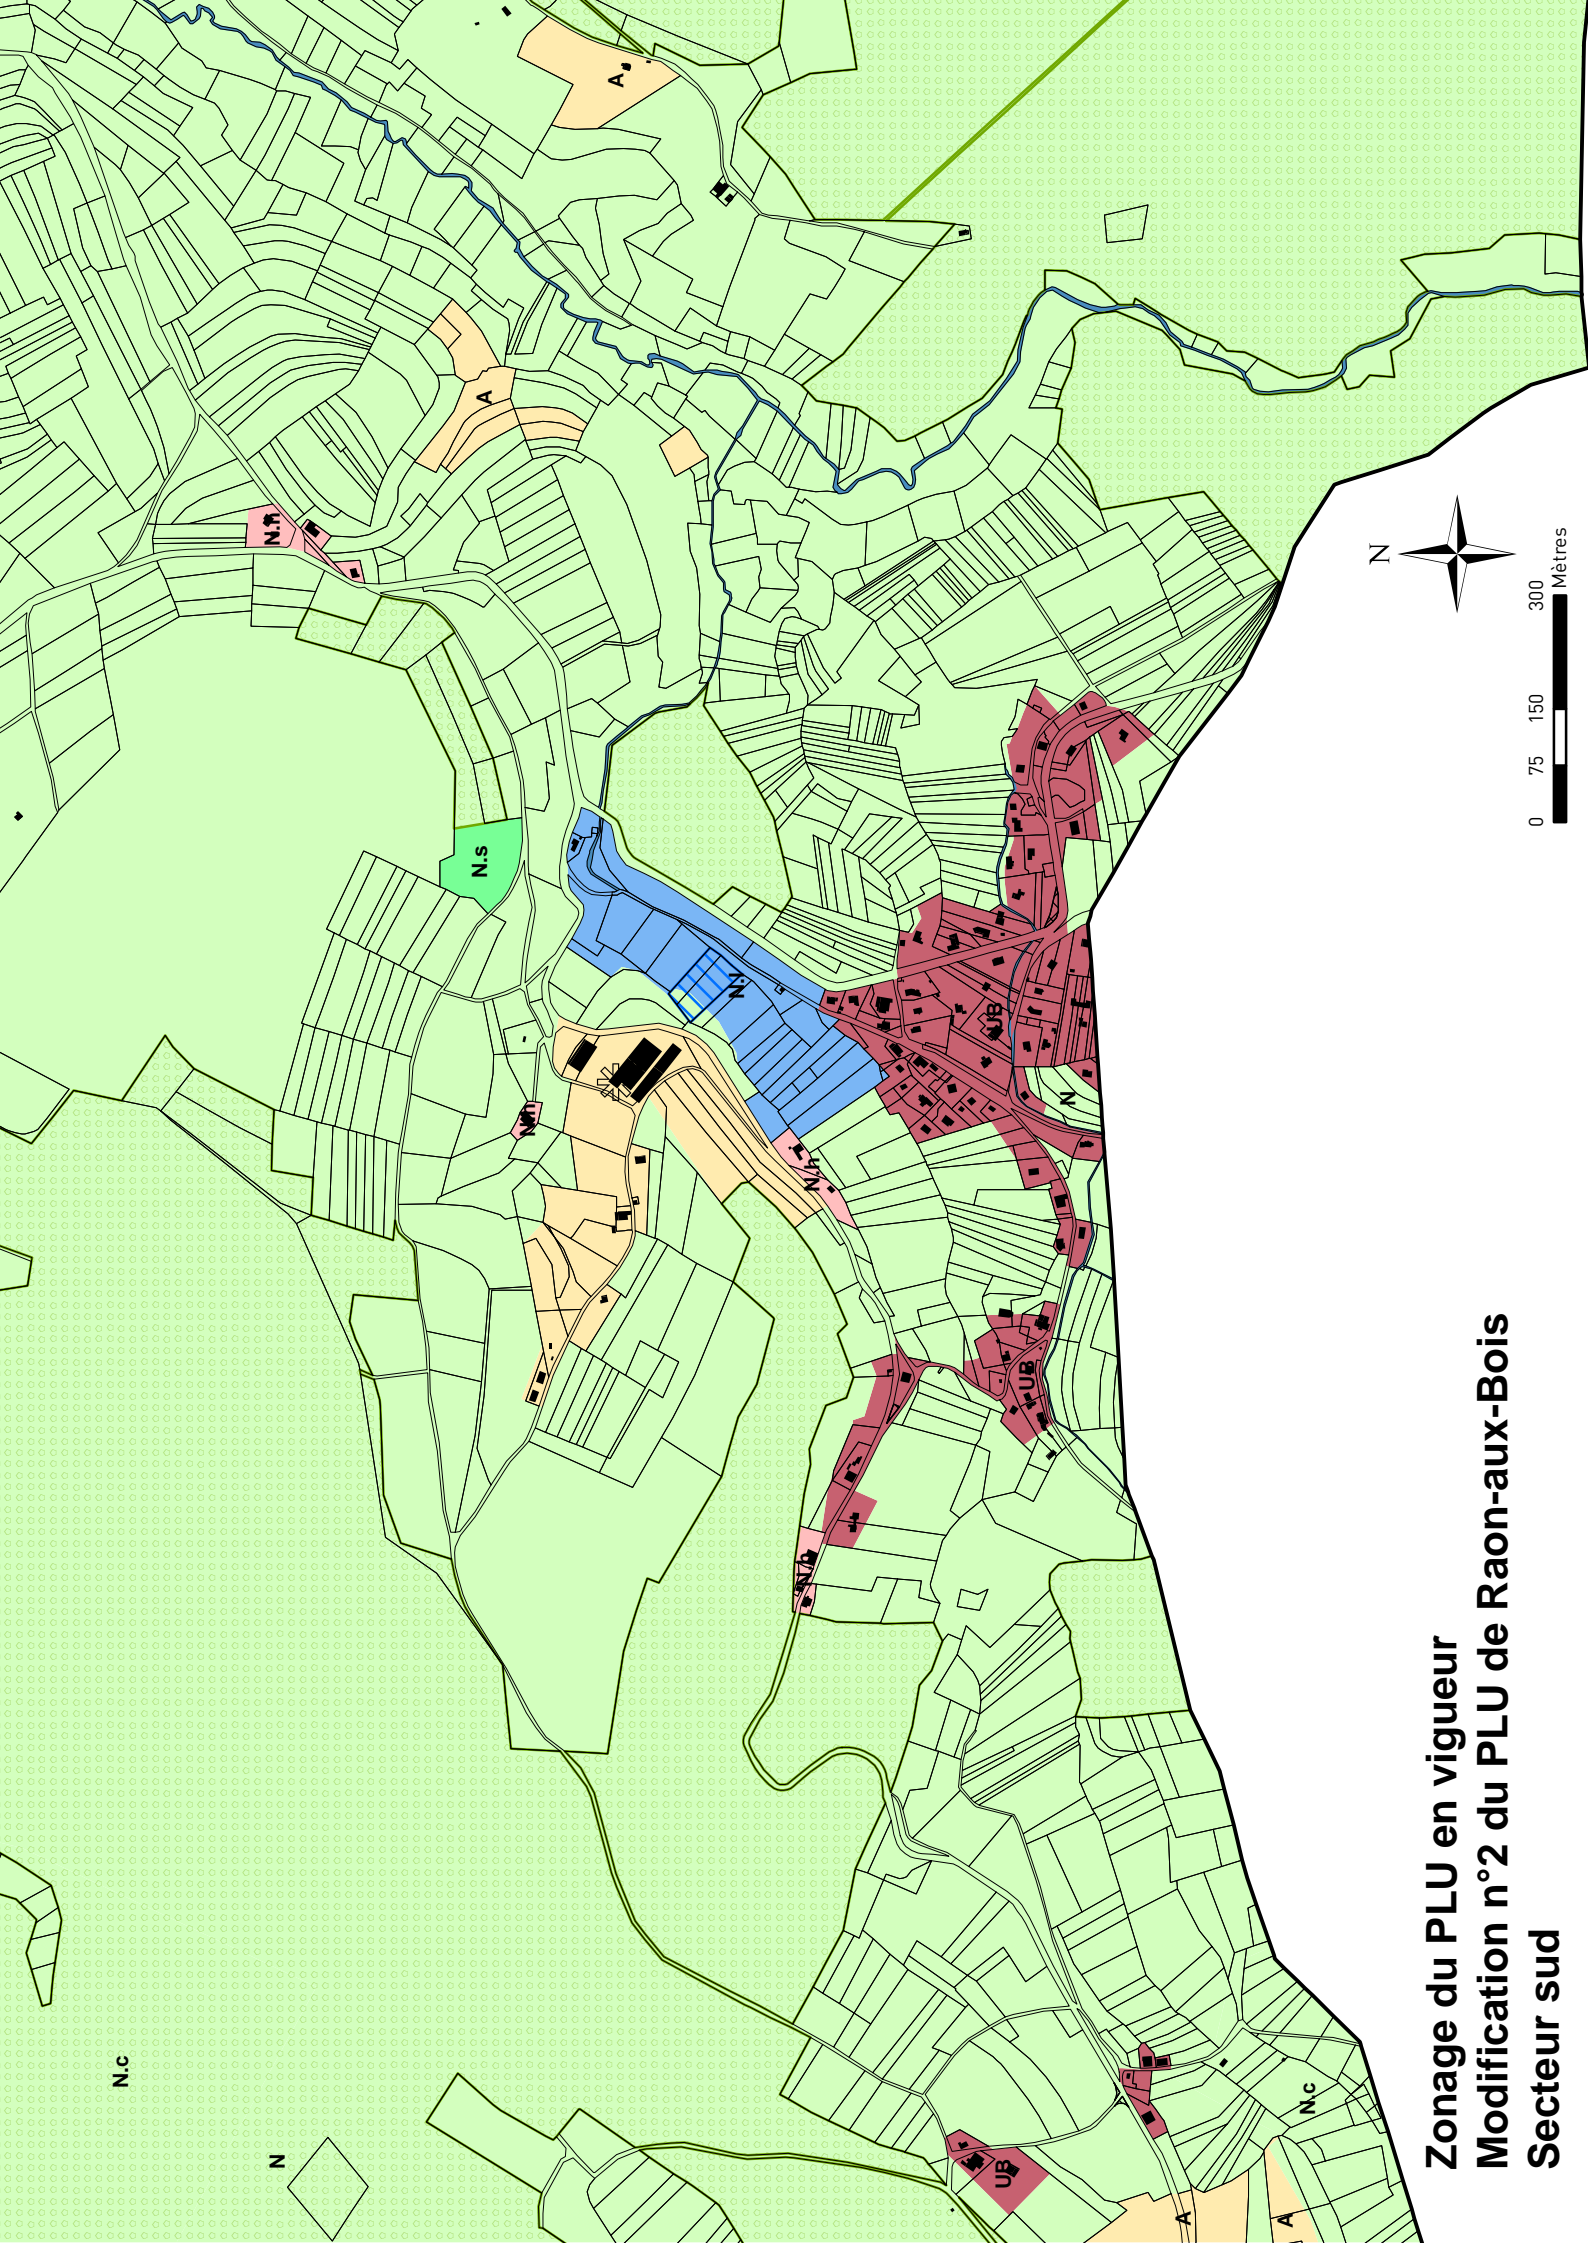 Zonage du PLU en vigueur
Modification n°2 du PLU de Raon-aux-Bois
Secteur sud
N
0 75 150 300
Mètres
N.c
N
UB
A
A
N.c
N.h
UB
N.h
N.h
N
UB
N.l
N.s
N.h
A
A